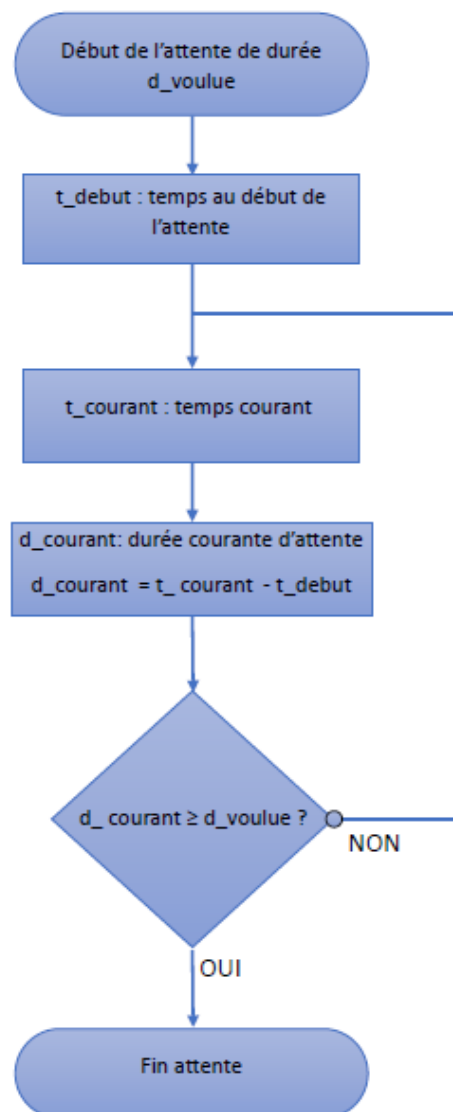 Début de l'attente de durée
d_voulue
t_debut : temps au début de
l'attente
t_courant : temps courant
d_courant: durée courante d'attente
d_courant = t_ courant - t_debut
d_ courant ≥ d_voulue ?
NON
OUI
Fin attente